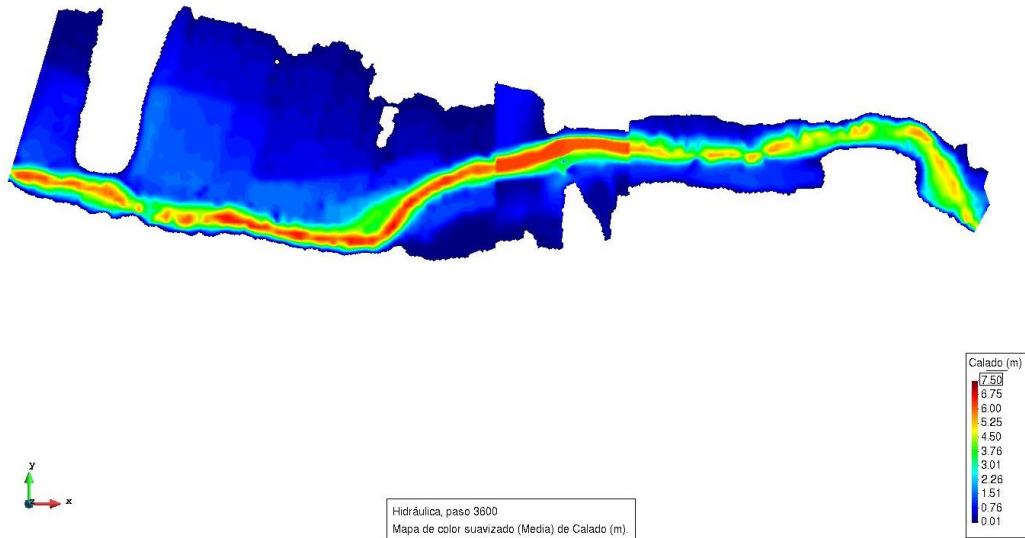 Calado (m)
7.50
6.75
6.00
5.25
4.50
3.76
3.01
2.26
1.51
0.76
0.01
y
z
x
Hidráulica, paso 3600
Mapa de color suavizado (Media) de Calado (m).